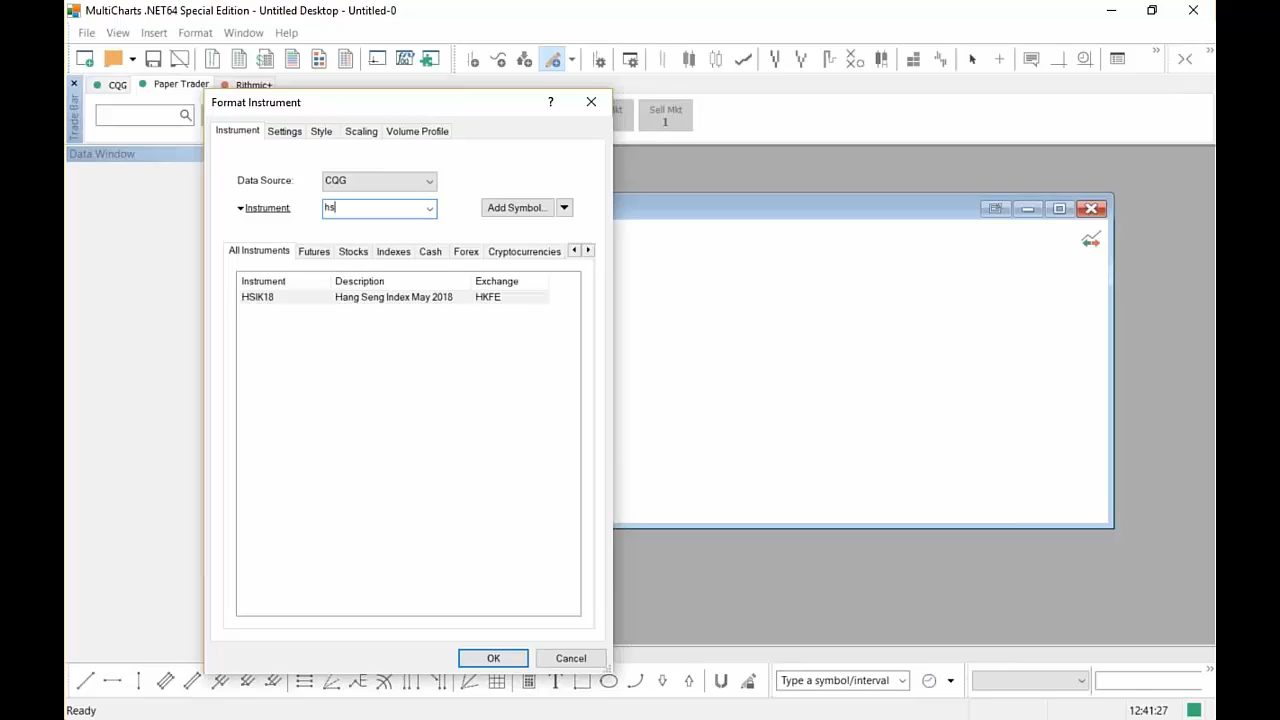 MultiCharts .NET64 Special Edition - Untitled Desktop - Untitled-0
File View Insert Format Window Help
CQG Paper Trader Rithmic+
Trade Bar
Sell Mkt
1
Data Window
Format Instrument ?
Instrument Settings Style Scaling Volume Profile
Data Source: CQG
Instrument: hs Add Symbol...
All Instruments Futures Stocks Indexes Cash Forex Cryptocurrencies
Instrument Description Exchange
HSIK18 Hang Seng Index May 2018 HKFE
OK Cancel
Type a symbol/interval
Ready 12:41:27